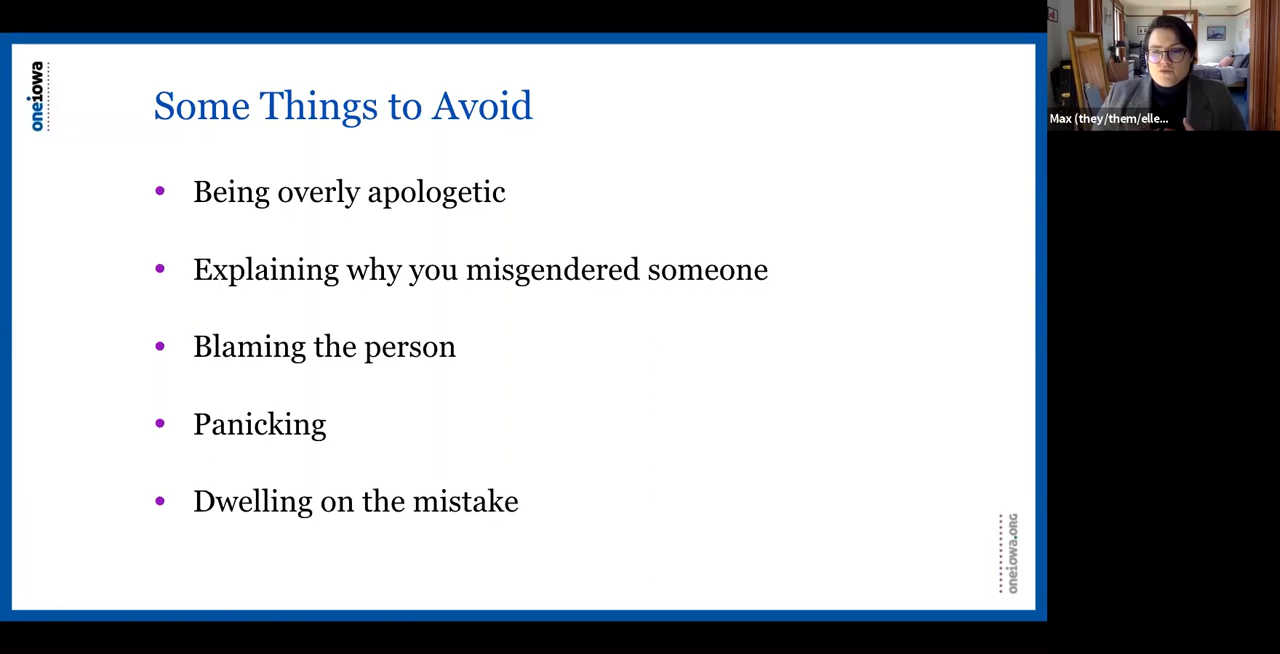 oneiowa
Some Things to Avoid
• Being overly apologetic
• Explaining why you misgendered someone
• Blaming the person
• Panicking
• Dwelling on the mistake
oneiowa.ORG
Max (they/them/elle...